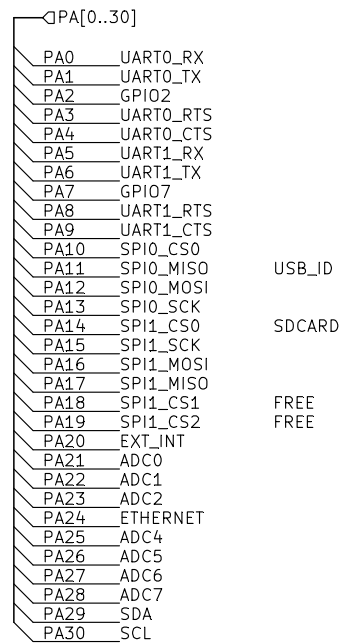 PA[0..30]
PA0 UART0_RX
PA1 UART0_TX
PA2 GPIO2
PA3 UART0_RTS
PA4 UART0_CTS
PA5 UART1_RX
PA6 UART1_TX
PA7 GPIO7
PA8 UART1_RTS
PA9 UART1_CTS
PA10 SPI0_CS0
PA11 SPI0_MISO USB_ID
PA12 SPI0_MOSI
PA13 SPI0_SCK
PA14 SPI1_CS0 SDCARD
PA15 SPI1_SCK
PA16 SPI1_MOSI
PA17 SPI1_MISO
PA18 SPI1_CS1 FREE
PA19 SPI1_CS2 FREE
PA20 EXT_INT
PA21 ADC0
PA22 ADC1
PA23 ADC2
PA24 ETHERNET
PA25 ADC4
PA26 ADC5
PA27 ADC6
PA28 ADC7
PA29 SDA
PA30 SCL